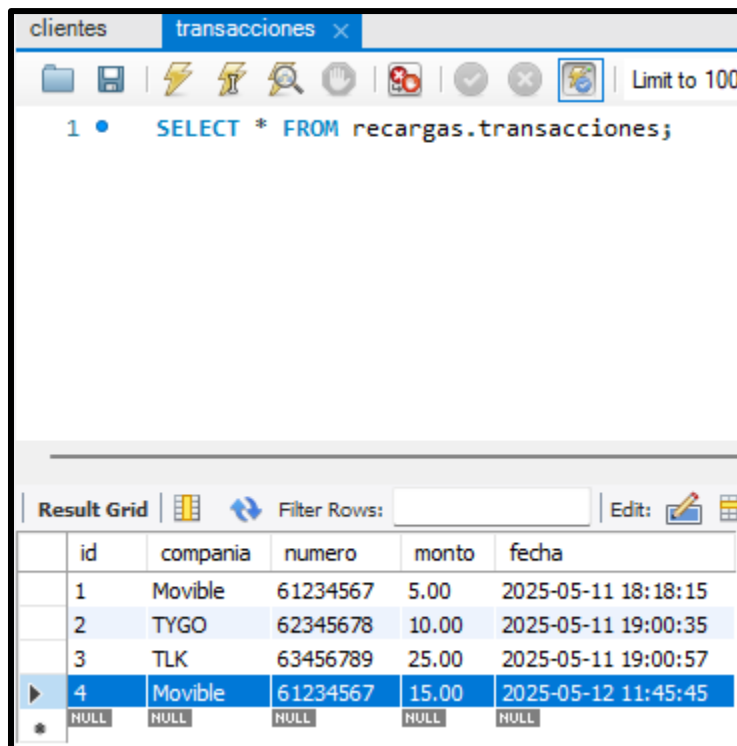 clientes transacciones ×
Limit to 100
1 SELECT * FROM recargas.transacciones;
Result Grid Filter Rows: Edit:
id compania numero monto fecha
1 Movible 61234567 5.00 2025-05-11 18:18:15
2 TYGO 62345678 10.00 2025-05-11 19:00:35
3 TLK 63456789 25.00 2025-05-11 19:00:57
4 Movible 61234567 15.00 2025-05-12 11:45:45
NULL NULL NULL NULL NULL